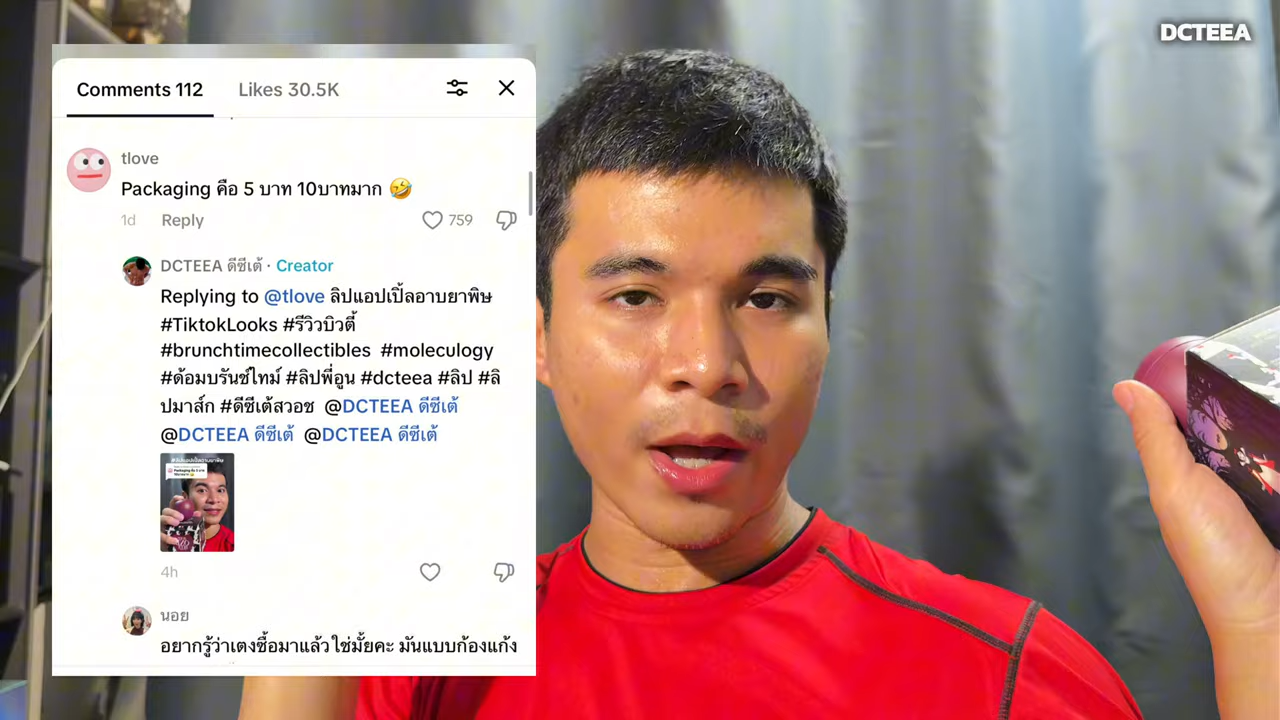 DCTEEA
Comments 112
Likes 30.5K
tlove
Packaging คือ 5 บาท 10บาทมาก 🤣
1d Reply 759
DCTEEA ดีซีเต้ · Creator
Replying to @tlove ลิปแอปเปิ้ลอาบยาพิษ
#TiktokLooks #รีวิวบิวตี้
#brunchtimecollectibles #moleculogy
#ด้อมบรันช์ไทม์ #ลิปพี่อูน #dcteea #ลิป #ลิ
ปมาส์ก #ดีซีเต้สวอช @DCTEEA ดีซีเต้
@DCTEEA ดีซีเต้ @DCTEEA ดีซีเต้
4h
นอย
อยากรู้ว่าเตงซื้อมาแล้วใช่มั้ยคะ มันแบบก้องแก้ง